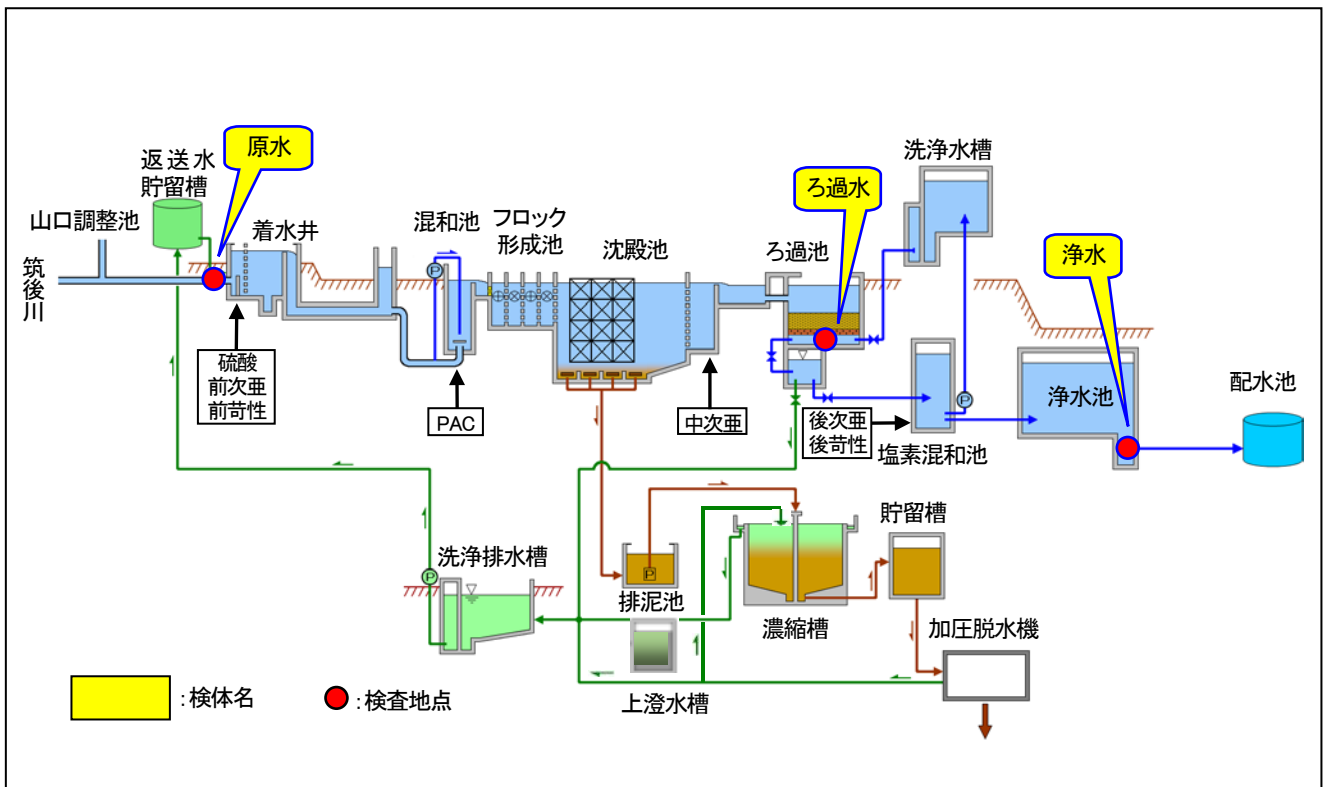 原水
返送水
貯留槽
山口調整池
着水井
混和池
フロック
形成池
沈殿池
ろ過池
ろ過水
洗浄水槽
浄水
筑後川
P
P
硫酸
前次亜
前苛性
PAC
中次亜
後次亜
後苛性
塩素混和池
浄水池
配水池
P
洗浄排水槽
P
排泥池
濃縮槽
貯留槽
加圧脱水機
上澄水槽
：検体名
：検査地点